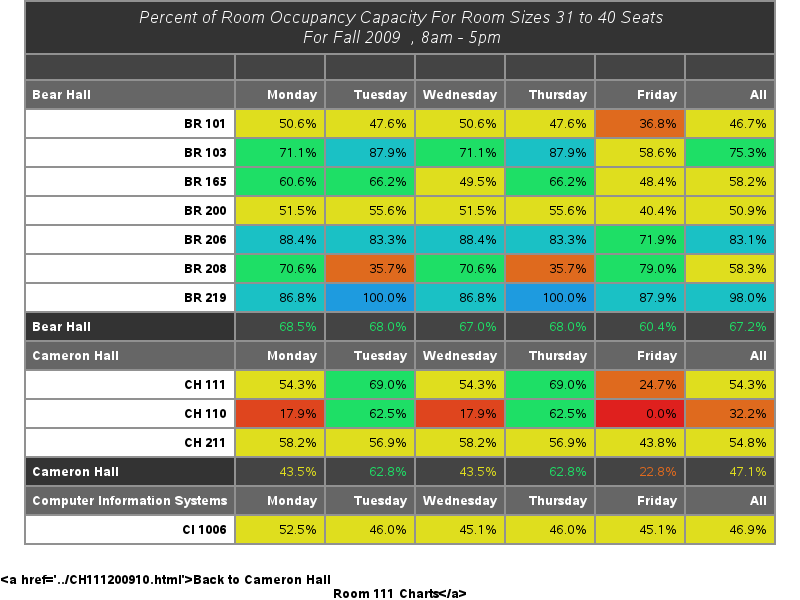 Percent of Room Occupancy Capacity For Room Sizes 31 to 40 Seats
For Fall 2009 , 8am - 5pm
Bear Hall Monday Tuesday Wednesday Thursday Friday All
BR 101 50.6% 47.6% 50.6% 47.6% 36.8% 46.7%
BR 103 71.1% 87.9% 71.1% 87.9% 58.6% 75.3%
BR 165 60.6% 66.2% 49.5% 66.2% 48.4% 58.2%
BR 200 51.5% 55.6% 51.5% 55.6% 40.4% 50.9%
BR 206 88.4% 83.3% 88.4% 83.3% 71.9% 83.1%
BR 208 70.6% 35.7% 70.6% 35.7% 79.0% 58.3%
BR 219 86.8% 100.0% 86.8% 100.0% 87.9% 98.0%
Bear Hall 68.5% 68.0% 67.0% 68.0% 60.4% 67.2%
Cameron Hall Monday Tuesday Wednesday Thursday Friday All
CH 111 54.3% 69.0% 54.3% 69.0% 24.7% 54.3%
CH 110 17.9% 62.5% 17.9% 62.5% 0.0% 32.2%
CH 211 58.2% 56.9% 58.2% 56.9% 43.8% 54.8%
Cameron Hall 43.5% 62.8% 43.5% 62.8% 22.8% 47.1%
Computer Information Systems Monday Tuesday Wednesday Thursday Friday All
CI 1006 52.5% 46.0% 45.1% 46.0% 45.1% 46.9%
<a href='../CH111200910.html'>Back to Cameron Hall
Room 111 Charts</a>